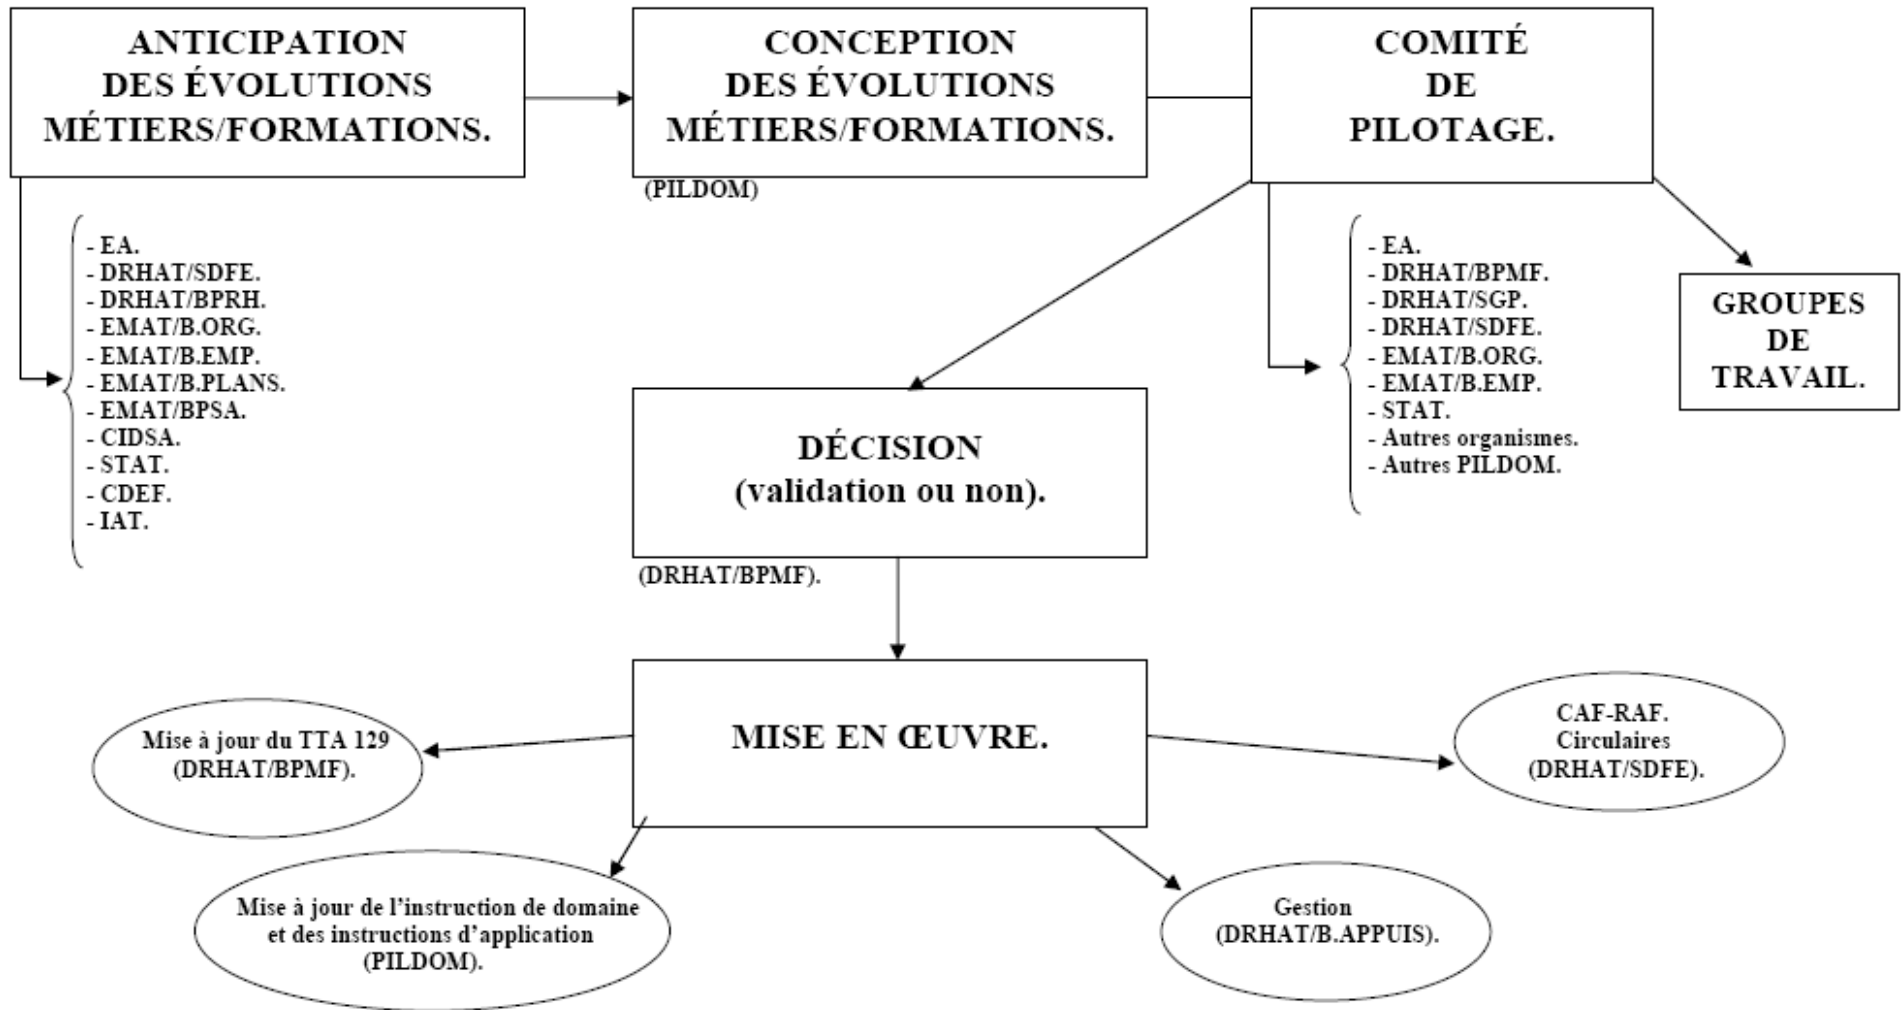 ANTICIPATION
DES ÉVOLUTIONS
MÉTIERS/FORMATIONS.
CONCEPTION
DES ÉVOLUTIONS
MÉTIERS/FORMATIONS.
(PILDOM)
COMITÉ
DE
PILOTAGE.
- EA.
- DRHAT/SDFE.
- DRHAT/BPRH.
- EMAT/B.ORG.
- EMAT/B.EMP.
- EMAT/B.PLANS.
- EMAT/BPSA.
- CIDSA.
- STAT.
- CDEF.
- IAT.
- EA.
- DRHAT/BPMF.
- DRHAT/SGP.
- DRHAT/SDFE.
- EMAT/B.ORG.
- EMAT/B.EMP.
- STAT.
- Autres organismes.
- Autres PILDOM.
GROUPES
DE
TRAVAIL.
DÉCISION
(validation ou non).
(DRHAT/BPMF).
MISE EN ŒUVRE.
Mise à jour du TTA 129
(DRHAT/BPMF).
CAF-RAF.
Circulaires
(DRHAT/SDFE).
Mise à jour de l’instruction de domaine
et des instructions d’application
(PILDOM).
Gestion
(DRHAT/B.APPUIS).